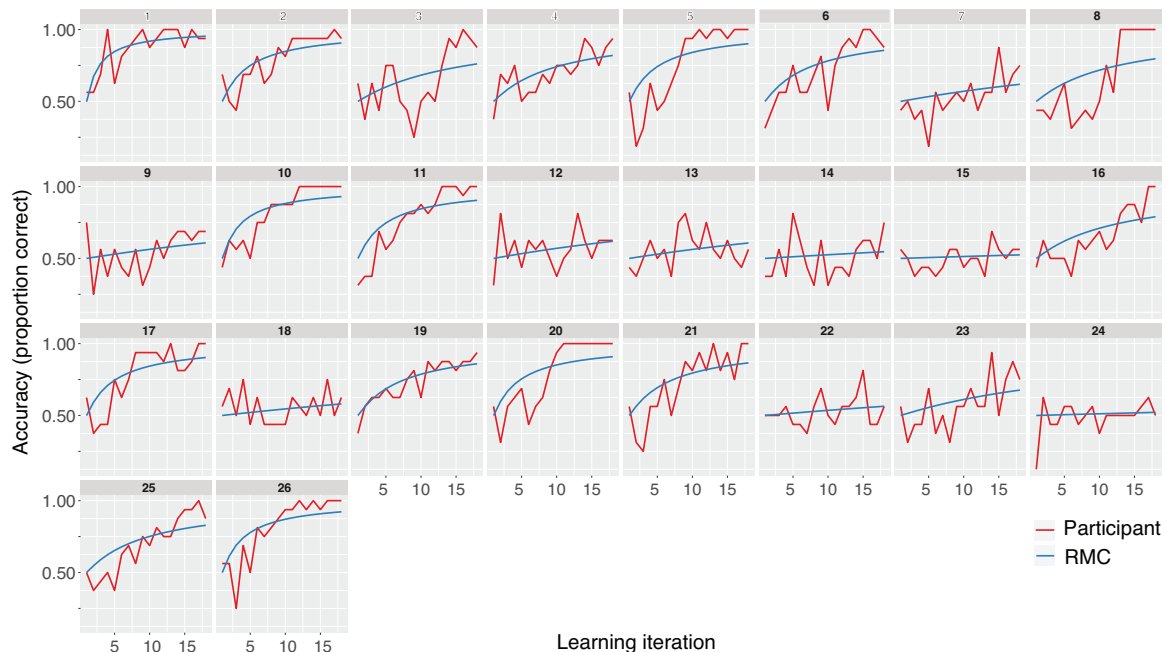 1 2 3 4 5 6 7 8
1.00
0.50
9 10 11 12 13 14 15 16
1.00
0.50
17 18 19 20 21 22 23 24
1.00
0.50
5 10 15 5 10 15 5 10 15 5 10 15 5 10 15 5 10 15
25 26
1.00
0.50
5 10 15 5 10 15
Accuracy (proportion correct)
Learning iteration
Participant
RMC